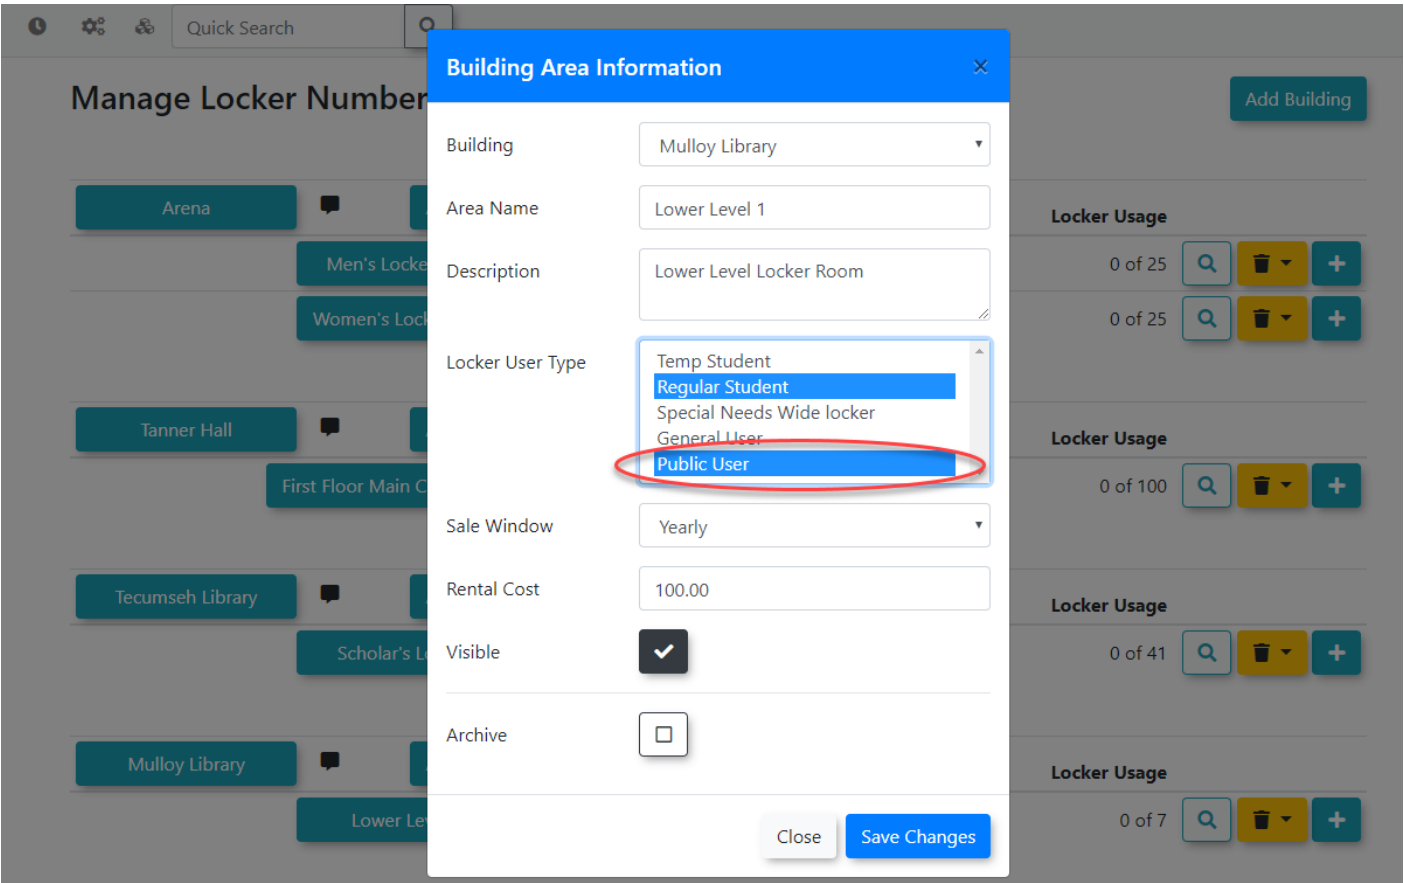 Quick Search
Building Area Information
×
Manage Locker Number
Add Building
Building
Mulloy Library
Arena
Area Name
Lower Level 1
Locker Usage
Men's Locke
Description
Lower Level Locker Room
0 of 25
Women's Lock
0 of 25
Locker User Type
Temp Student
Regular Student
Special Needs Wide locker
General User
Public User
Tanner Hall
Locker Usage
First Floor Main C
0 of 100
Sale Window
Yearly
Rental Cost
100.00
Tecumseh Library
Locker Usage
Scholar's L
Visible
0 of 41
Archive
Mulloy Library
Locker Usage
Lower Le
0 of 7
Close
Save Changes